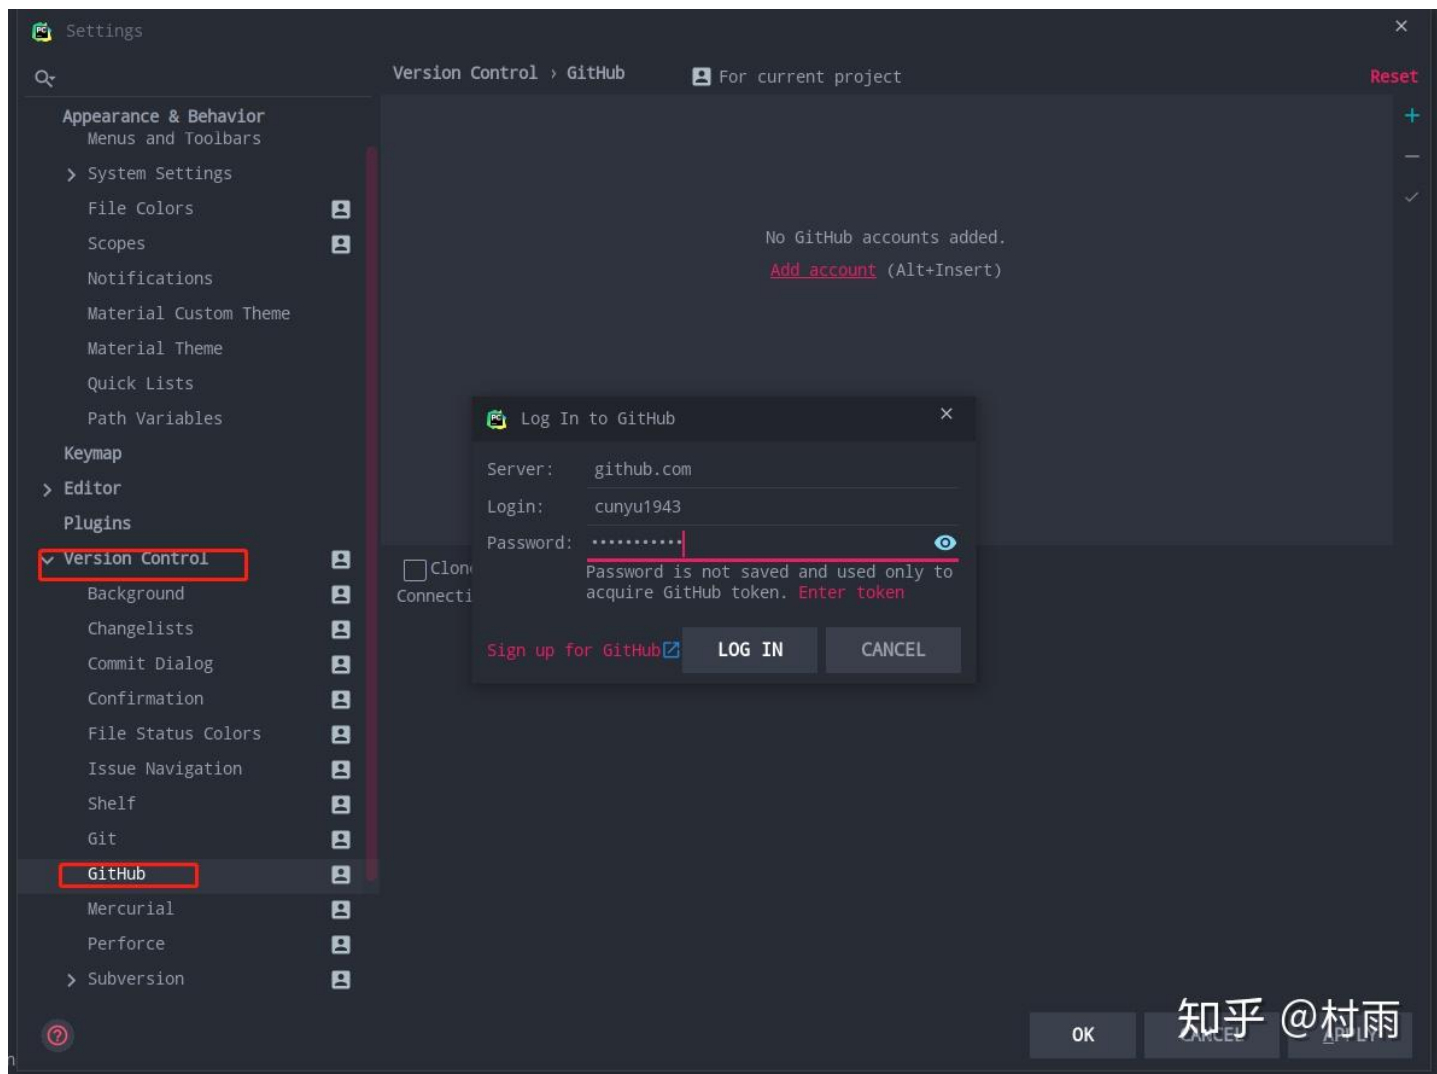 Settings
Version Control › GitHub
For current project
Reset
Appearance & Behavior
Menus and Toolbars
System Settings
File Colors
Scopes
Notifications
Material Custom Theme
Material Theme
Quick Lists
Path Variables
Keymap
Editor
Plugins
Version Control
Background
Changelists
Commit Dialog
Confirmation
File Status Colors
Issue Navigation
Shelf
Git
GitHub
Mercurial
Perforce
Subversion
No GitHub accounts added.
Add account (Alt+Insert)
Log In to GitHub
Server: github.com
Login: cunyu1943
Password: •••••••••••
Password is not saved and used only to
acquire GitHub token. Enter token
Sign up for GitHub
LOG IN
CANCEL
Clon
Connecti
OK
CANCEL
APPLY
知乎 @村雨